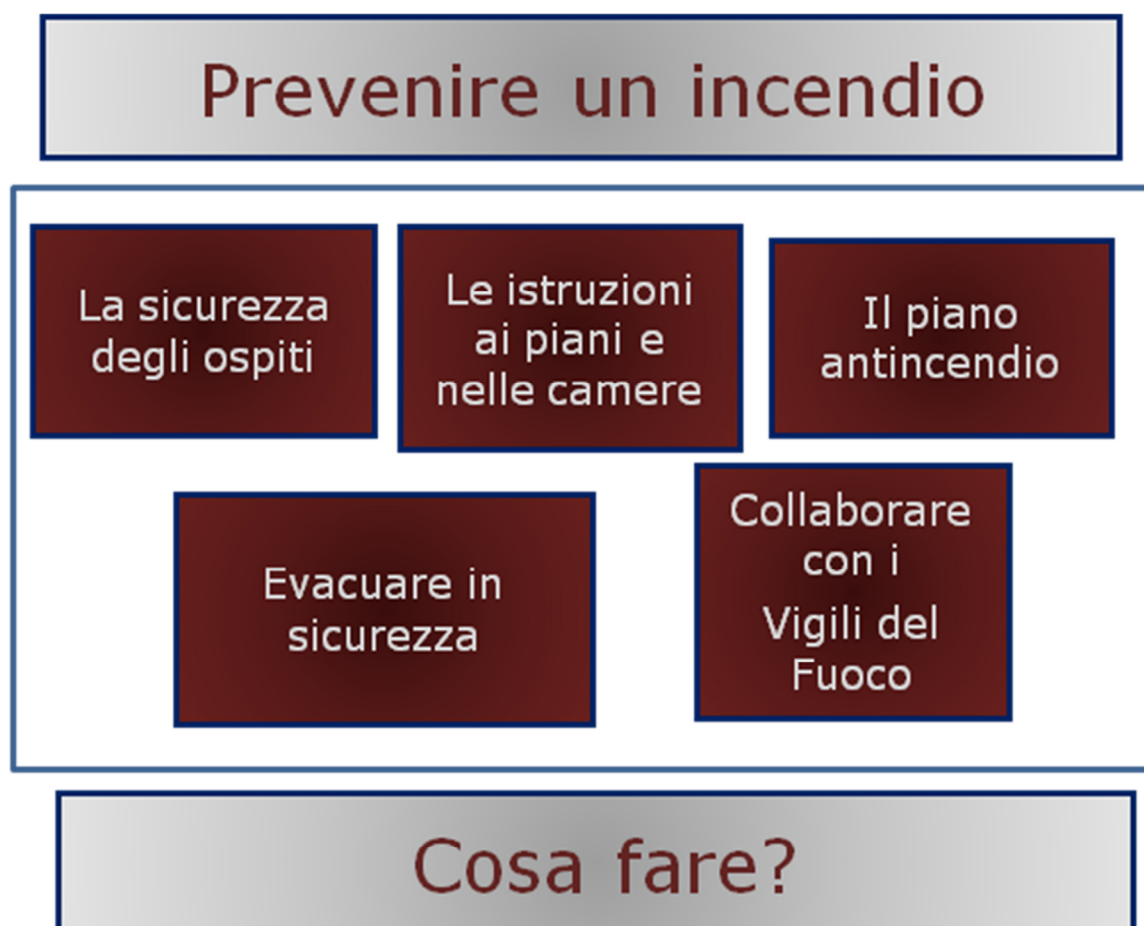 Prevenire un incendio
La sicurezza
degli ospiti
Le istruzioni
ai piani e
nelle camere
Il piano
antincendio
Evacuare in
sicurezza
Collaborare
con i
Vigili del
Fuoco
Cosa fare?